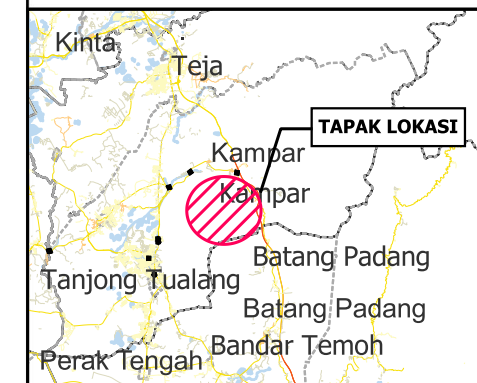 Kinta
Teja
TAPAK LOKASI
Kampar
Kampar
Batang Padang
Tanjong Tualang
Batang Padang
Bandar Temoh
Perak Tengah